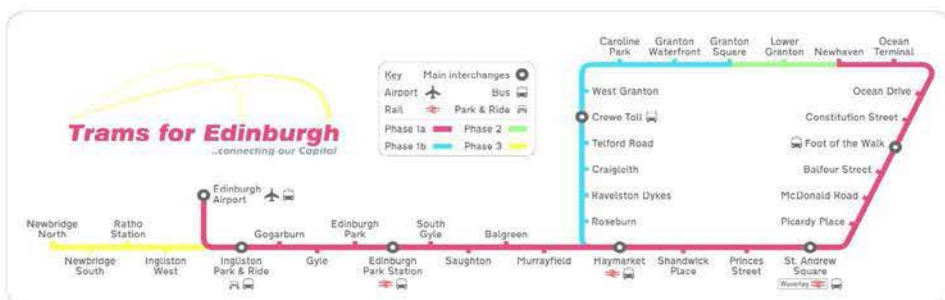 Trams for Edinburgh
...connecting our Capital
Key Main interchanges
Airport Bus
Rail Park & Ride
Phase 1a Phase 2
Phase 1b Phase 3
Caroline
Park
Granton
Waterfront
Granton
Square
Lower
Granton
Newhaven
Ocean
Terminal
West Granton
Crewe Toll
Telford Road
Craigleith
Ravelston Dykes
Roseburn
Ocean Drive
Constitution Street
Foot of the Walk
Balfour Street
McDonald Road
Picardy Place
Edinburgh
Airport
Newbridge
North
Newbridge
South
Ratho
Station
Ingliston
West
Ingliston
Park & Ride
Gogarburn
Gyle
Edinburgh
Park
Edinburgh
Park Station
South
Gyle
Saughton
Balgreen
Murrayfield
Haymarket
Shandwick
Place
Princes
Street
St. Andrew
Square
Waverley